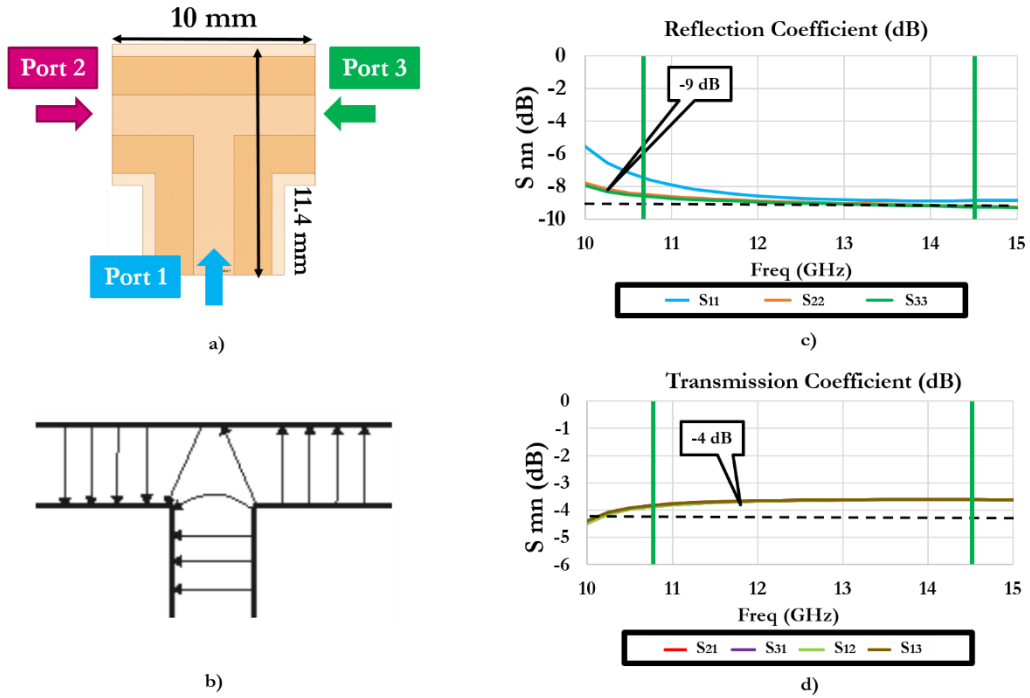 10 mm
Port 2
Port 3
11.4 mm
Port 1
a)
b)
Reflection Coefficient (dB)
S mn (dB)
0
-2
-4
-6
-8
-10
-9 dB
10 11 12 13 14 15
Freq (GHz)
S11 S22 S33
c)
Transmission Coefficient (dB)
S mn (dB)
0
-1
-2
-3
-4
-5
-6
-4 dB
10 11 12 13 14 15
Freq (GHz)
S21 S31 S12 S13
d)